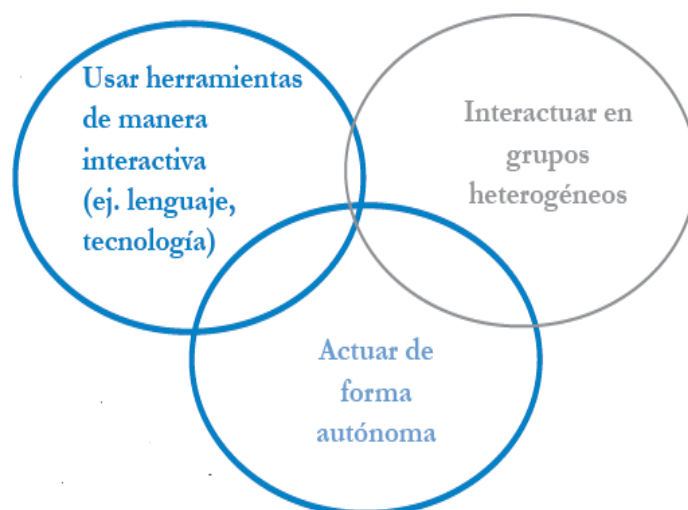 Usar herramientas
de manera
interactiva
(ej. lenguaje,
tecnología)
Interactuar en
grupos
heterogéneos
Actuar de
forma
autónoma